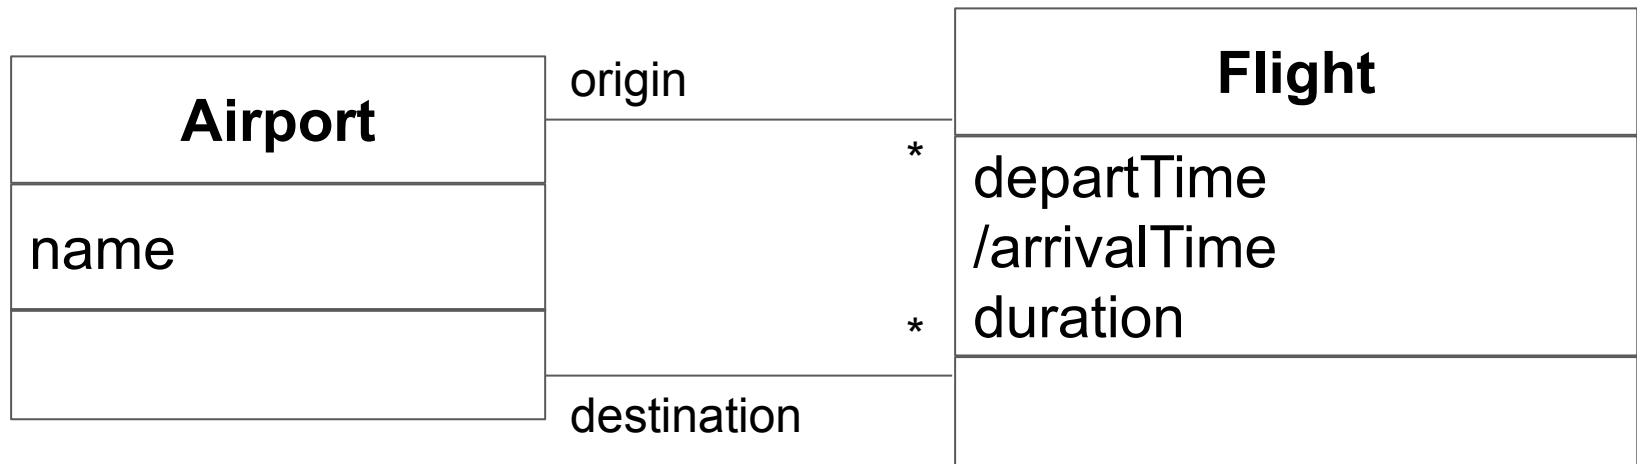 Airport
name
origin
*
*
destination
Flight
departTime
/arrivalTime
duration